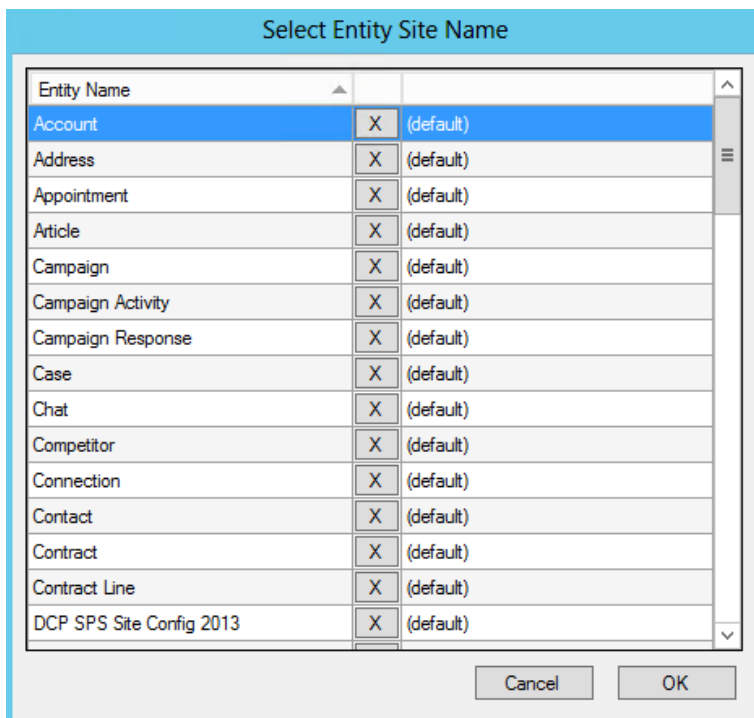 Select Entity Site Name
Entity Name
Account X (default)
Address X (default)
Appointment X (default)
Article X (default)
Campaign X (default)
Campaign Activity X (default)
Campaign Response X (default)
Case X (default)
Chat X (default)
Competitor X (default)
Connection X (default)
Contact X (default)
Contract X (default)
Contract Line X (default)
DCP SPS Site Config 2013 X (default)
Cancel OK